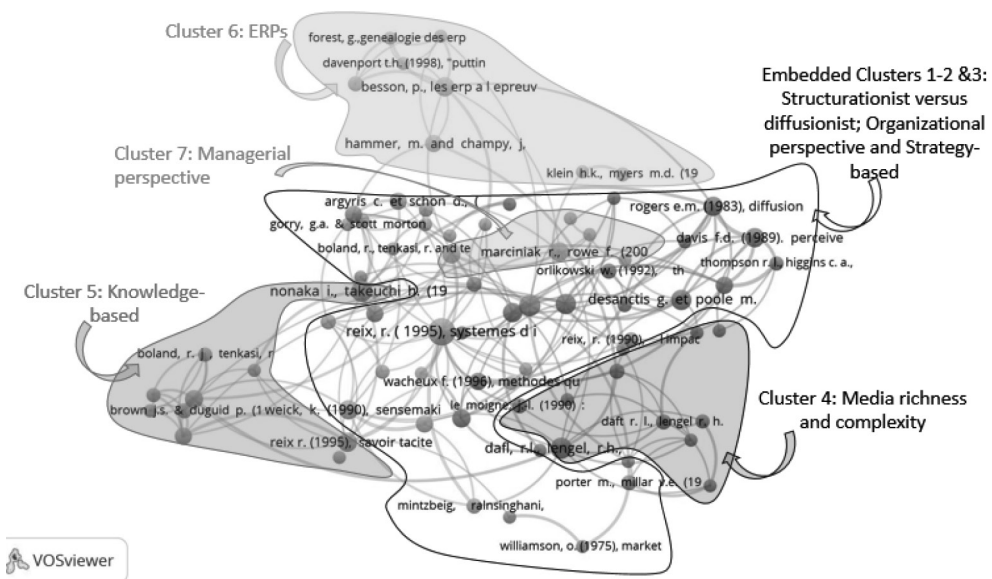 Cluster 6: ERPs
forest, g.,genealogie des erp
davenport t.h. (1998), "puttin
besson, p., les erp a l epreuv
hammer, m. and champy, j,
klein h.k., myers m.d. (19
Embedded Clusters 1-2 &3:
Structurationist versus
diffusionist; Organizational
perspective and Strategy-
based
Cluster 7: Managerial
perspective
argyris c. et schon d., (
gorry, g.a. & scott morton
boland, r., tenkasi, r. and te
marciniak r., rowe f. (200
orlikowski w. (1992), th
rogers e.m. (1983), diffusion
davis f.d. (1989). perceive
thompson r. l., higgins c. a.,
desanctis g. et poole m.
nonaka i., takeuchi h. (19
reix, r. ( 1995), systemes d i
reix, r. (1990), l impac
Cluster 5: Knowledge-
based
boland, r. j., tenkasi, r
brown j.s. & duguid p. (1
weick, k. (1990), sensemaki
reix r. (1995), savoir tacite
wacheux f. (1996), methodes qu
le moigne, j.-l. (1990) :
Cluster 4: Media richness
and complexity
daft r. l., lengel r. h.
dafl, r.l., lengel, r.h.,
porter m., millar v.e. (19
mintzbeig, ralnsinghani,
williamson, o. (1975), market
VOSviewer